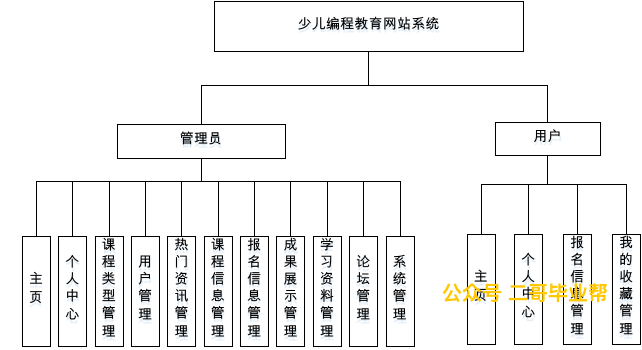 少儿编程教育网站系统
管理员
用户
主页
个人中心
课程类型管理
用户管理
热门资讯管理
课程信息管理
报名信息管理
成果展示管理
学习资料管理
论坛管理
系统管理
主页
个人中心
报名信息管理
我的收藏管理
公众号 二哥毕业帮